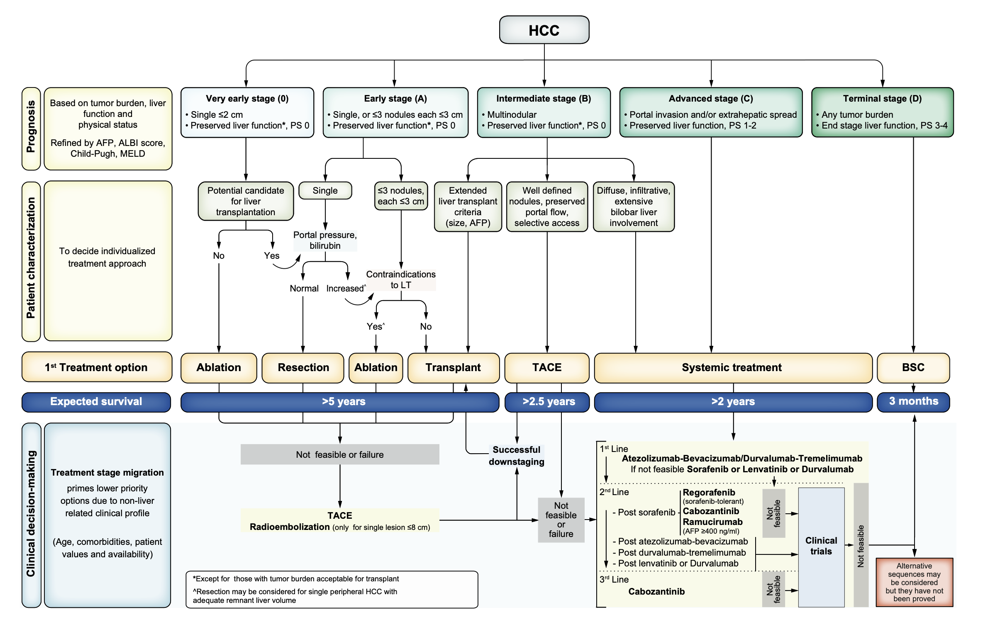 HCC
Prognosis
Based on tumor burden, liver
function and
physical status
Refined by AFP, ALBI score,
Child-Pugh, MELD
Very early stage (0)
• Single ≤2 cm
• Preserved liver function*, PS 0
Early stage (A)
• Single, or ≤3 nodules each ≤3 cm
• Preserved liver function*, PS 0
Intermediate stage (B)
• Multinodular
• Preserved liver function*, PS 0
Advanced stage (C)
• Portal invasion and/or extrahepatic spread
• Preserved liver function, PS 1-2
Terminal stage (D)
• Any tumor burden
• End stage liver function, PS 3-4
Patient characterization
To decide individualized
treatment approach
Potential candidate
for liver
transplantation
No
Yes
Single
Portal pressure,
bilirubin
Normal
Increased^
≤3 nodules,
each ≤3 cm
Contraindications
to LT
Yes^
No
Extended
liver transplant
criteria
(size, AFP)
Well defined
nodules, preserved
portal flow,
selective access
Diffuse, infiltrative,
extensive
bilobar liver
involvement
1st Treatment option
Ablation
Resection
Ablation
Transplant
TACE
Systemic treatment
BSC
Expected survival
>5 years
>2.5 years
>2 years
3 months
Clinical decision-making
Treatment stage migration
primes lower priority
options due to non-liver
related clinical profile
(Age, comorbidities, patient
values and availability)
Not feasible or failure
TACE
Radioembolization (only for single lesion ≤8 cm)
Successful
downstaging
Not
feasible
or
failure
1st Line
Atezolizumab-Bevacizumab/Durvalumab-Tremelimumab
If not feasible Sorafenib or Lenvatinib or Durvalumab
2nd Line
- Post sorafenib
Regorafenib
(sorafenib-tolerant)
Cabozantinib
Ramucirumab
(AFP ≥400 ng/ml)
- Post atezolizumab-bevacizumab
- Post durvalumab-tremelimumab
- Post lenvatinib or Durvalumab
Not
feasible
3rd Line
Cabozantinib
Not
feasible
Clinical
trials
Not feasible
Alternative
sequences may
be considered
but they have not
been proved
*Except for those with tumor burden acceptable for transplant
^Resection may be considered for single peripheral HCC with
adequate remnant liver volume